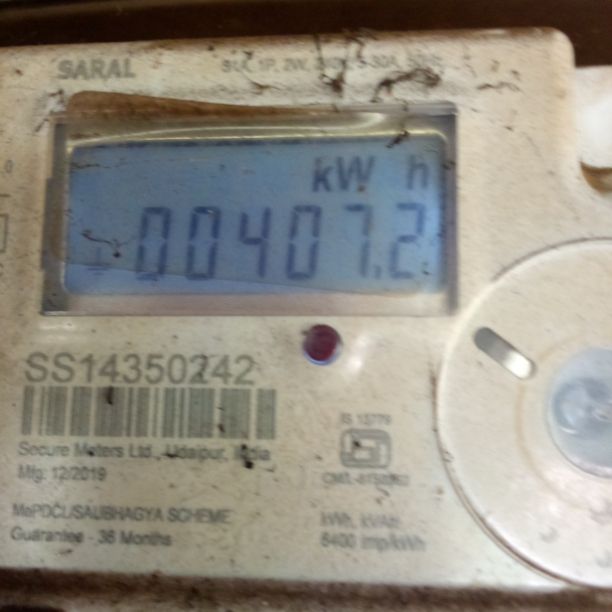 SARAL
kW h
00407.2
SS14350242
Secure Meters Ltd., Udaipur, India
Mfg: 12/2019
MePDCL/SAUBHAGYA SCHEME
Guarantee - 36 Months
IS 13779
kWh, kVAh
6400 imp/kWh